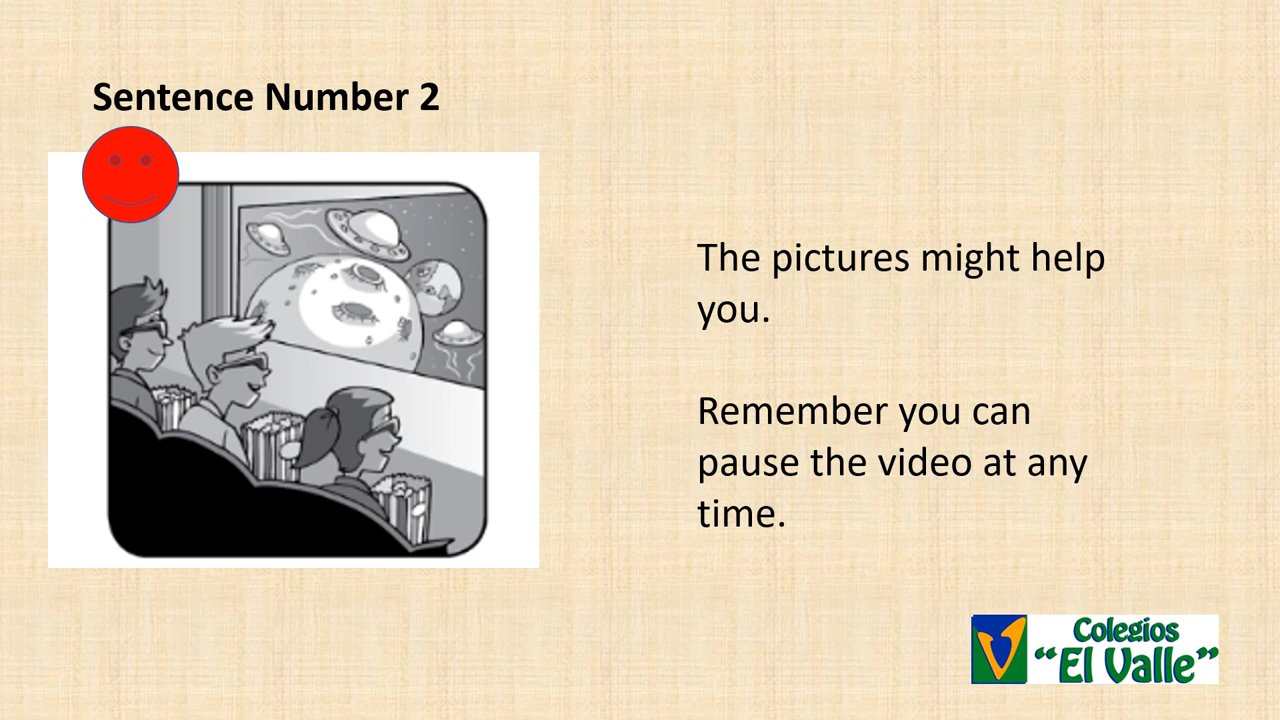 Sentence Number 2
The pictures might help
you.
Remember you can
pause the video at any
time.
Colegios
“El Valle”